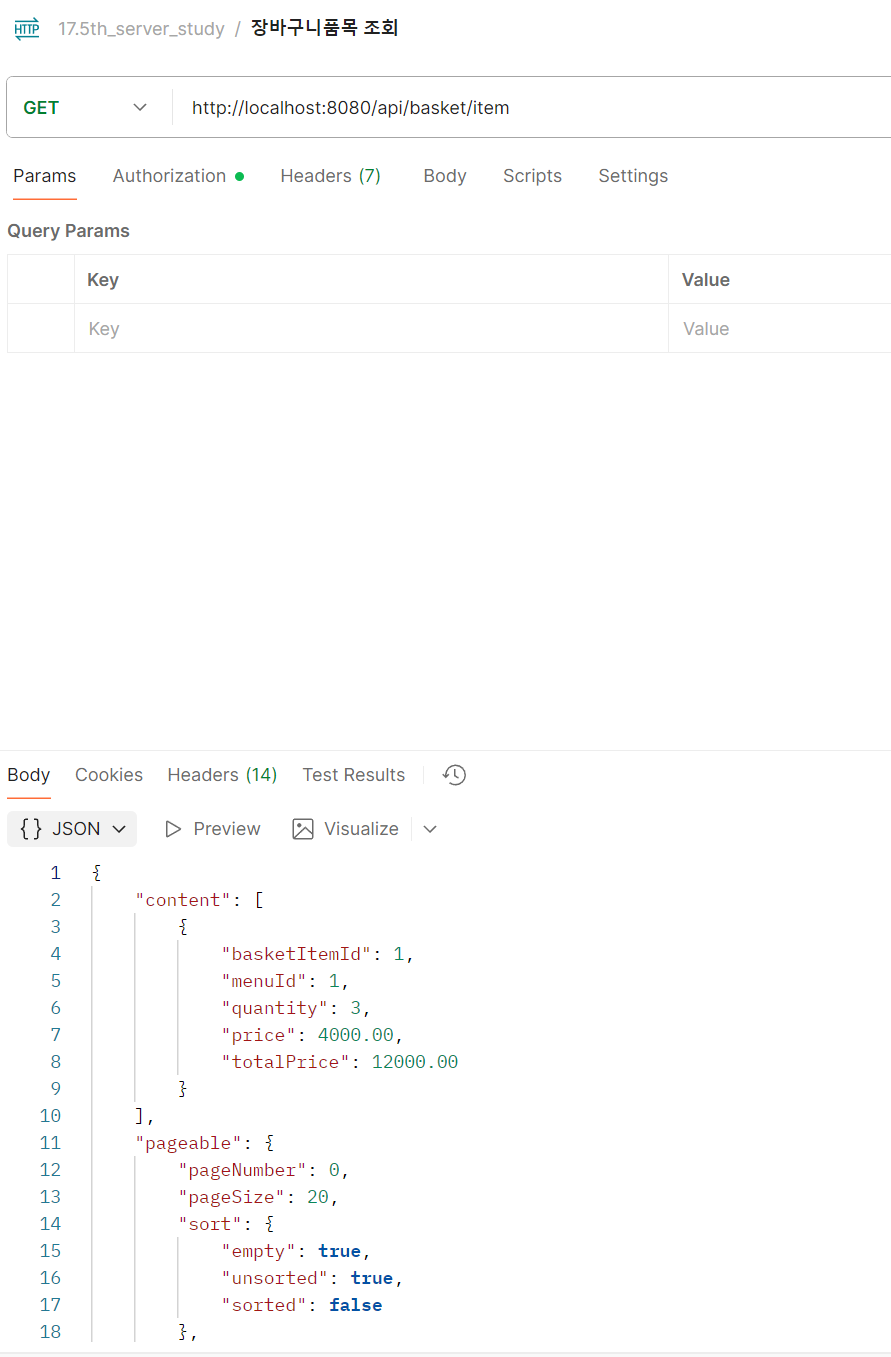 HTTP 17.5th_server_study / 장바구니품목 조회
GET http://localhost:8080/api/basket/item
Params Authorization Headers (7) Body Scripts Settings
Query Params
Key Value
Key Value
Body Cookies Headers (14) Test Results
{} JSON Preview Visualize
1 {
2 "content": [
3 {
4 "basketItemId": 1,
5 "menuId": 1,
6 "quantity": 3,
7 "price": 4000.00,
8 "totalPrice": 12000.00
9 }
10 ],
11 "pageable": {
12 "pageNumber": 0,
13 "pageSize": 20,
14 "sort": {
15 "empty": true,
16 "unsorted": true,
17 "sorted": false
18 },